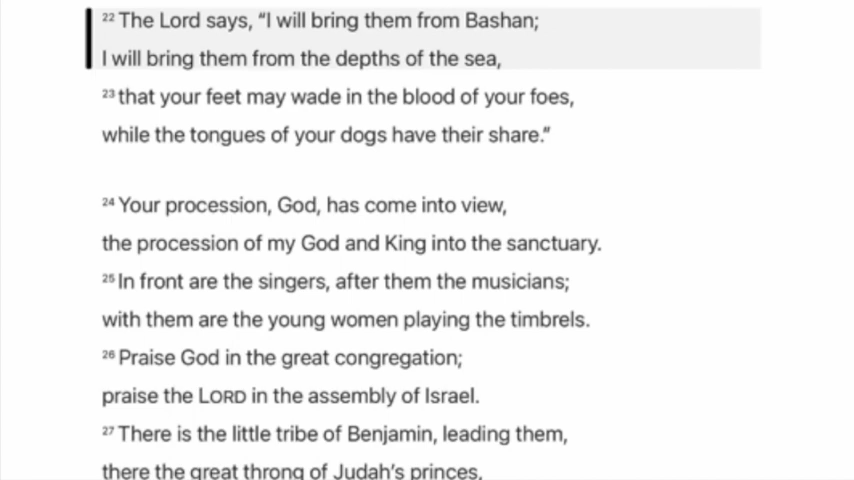 22 The Lord says, “I will bring them from Bashan;
I will bring them from the depths of the sea,
23 that your feet may wade in the blood of your foes,
while the tongues of your dogs have their share.”
24 Your procession, God, has come into view,
the procession of my God and King into the sanctuary.
25 In front are the singers, after them the musicians;
with them are the young women playing the timbrels.
26 Praise God in the great congregation;
praise the LORD in the assembly of Israel.
27 There is the little tribe of Benjamin, leading them,
there the great throng of Judah’s princes,